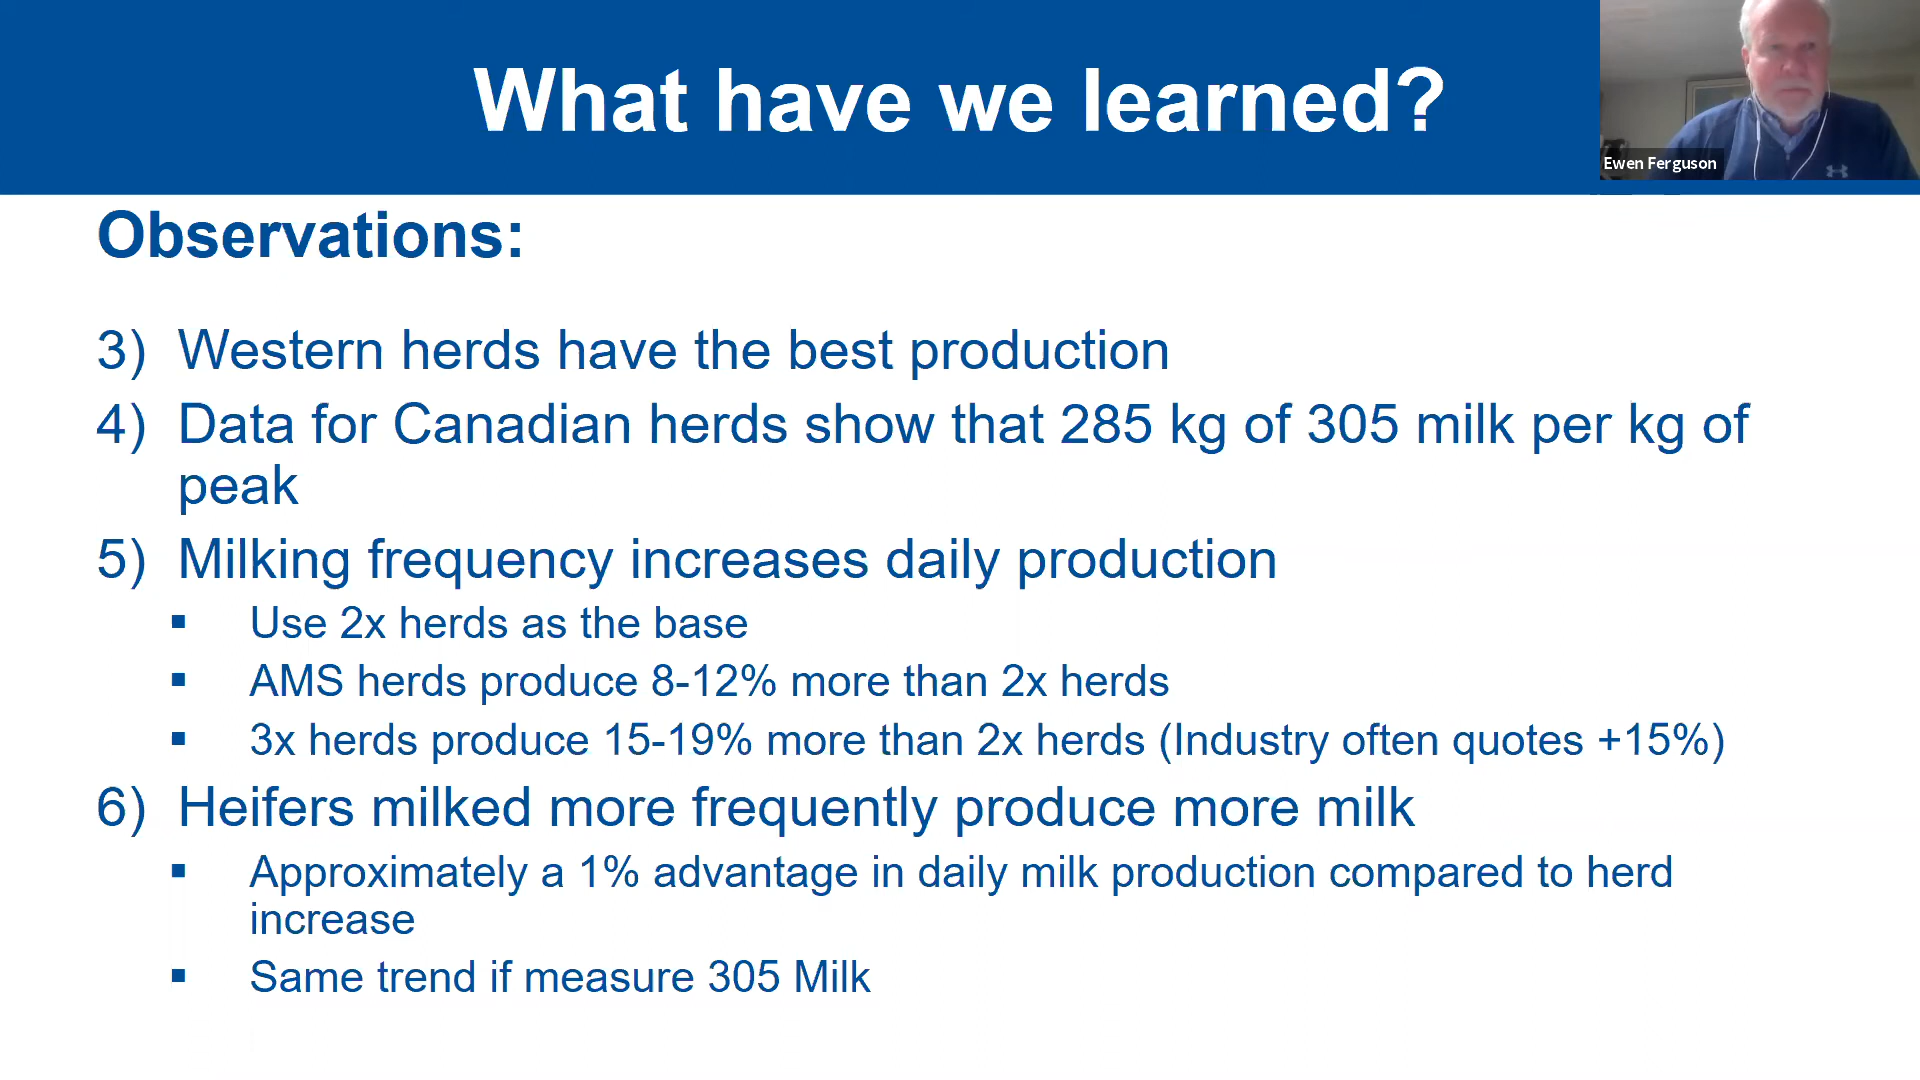 What have we learned?
Ewen Ferguson
Observations:
3) Western herds have the best production
4) Data for Canadian herds show that 285 kg of 305 milk per kg of
peak
5) Milking frequency increases daily production
▪ Use 2x herds as the base
▪ AMS herds produce 8-12% more than 2x herds
▪ 3x herds produce 15-19% more than 2x herds (Industry often quotes +15%)
6) Heifers milked more frequently produce more milk
▪ Approximately a 1% advantage in daily milk production compared to herd
increase
▪ Same trend if measure 305 Milk